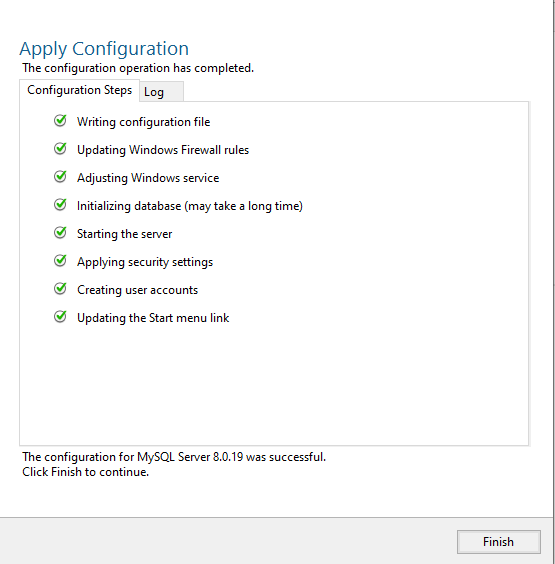 Apply Configuration
The configuration operation has completed.
Configuration Steps Log
Writing configuration file
Updating Windows Firewall rules
Adjusting Windows service
Initializing database (may take a long time)
Starting the server
Applying security settings
Creating user accounts
Updating the Start menu link
The configuration for MySQL Server 8.0.19 was successful.
Click Finish to continue.
Finish